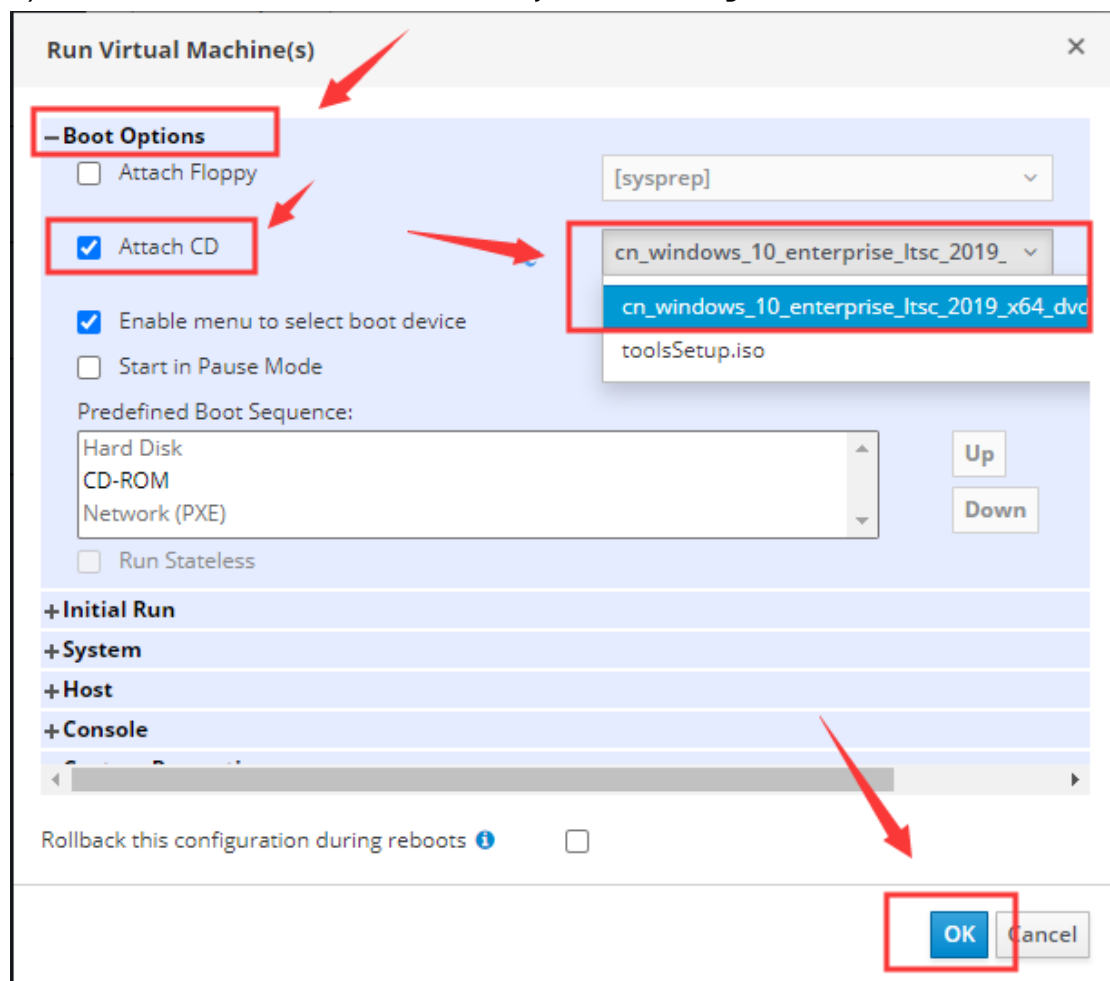 Run Virtual Machine(s)
Boot Options
Attach Floppy
[sysprep]
Attach CD
cn_windows_10_enterprise_ltsc_2019_
cn_windows_10_enterprise_ltsc_2019_x64_dvd
Enable menu to select boot device
toolsSetup.iso
Start in Pause Mode
Predefined Boot Sequence:
Hard Disk
Up
CD-ROM
Network (PXE)
Down
Run Stateless
+Initial Run
+System
+Host
+Console
Rollback this configuration during reboots
OK
Cancel